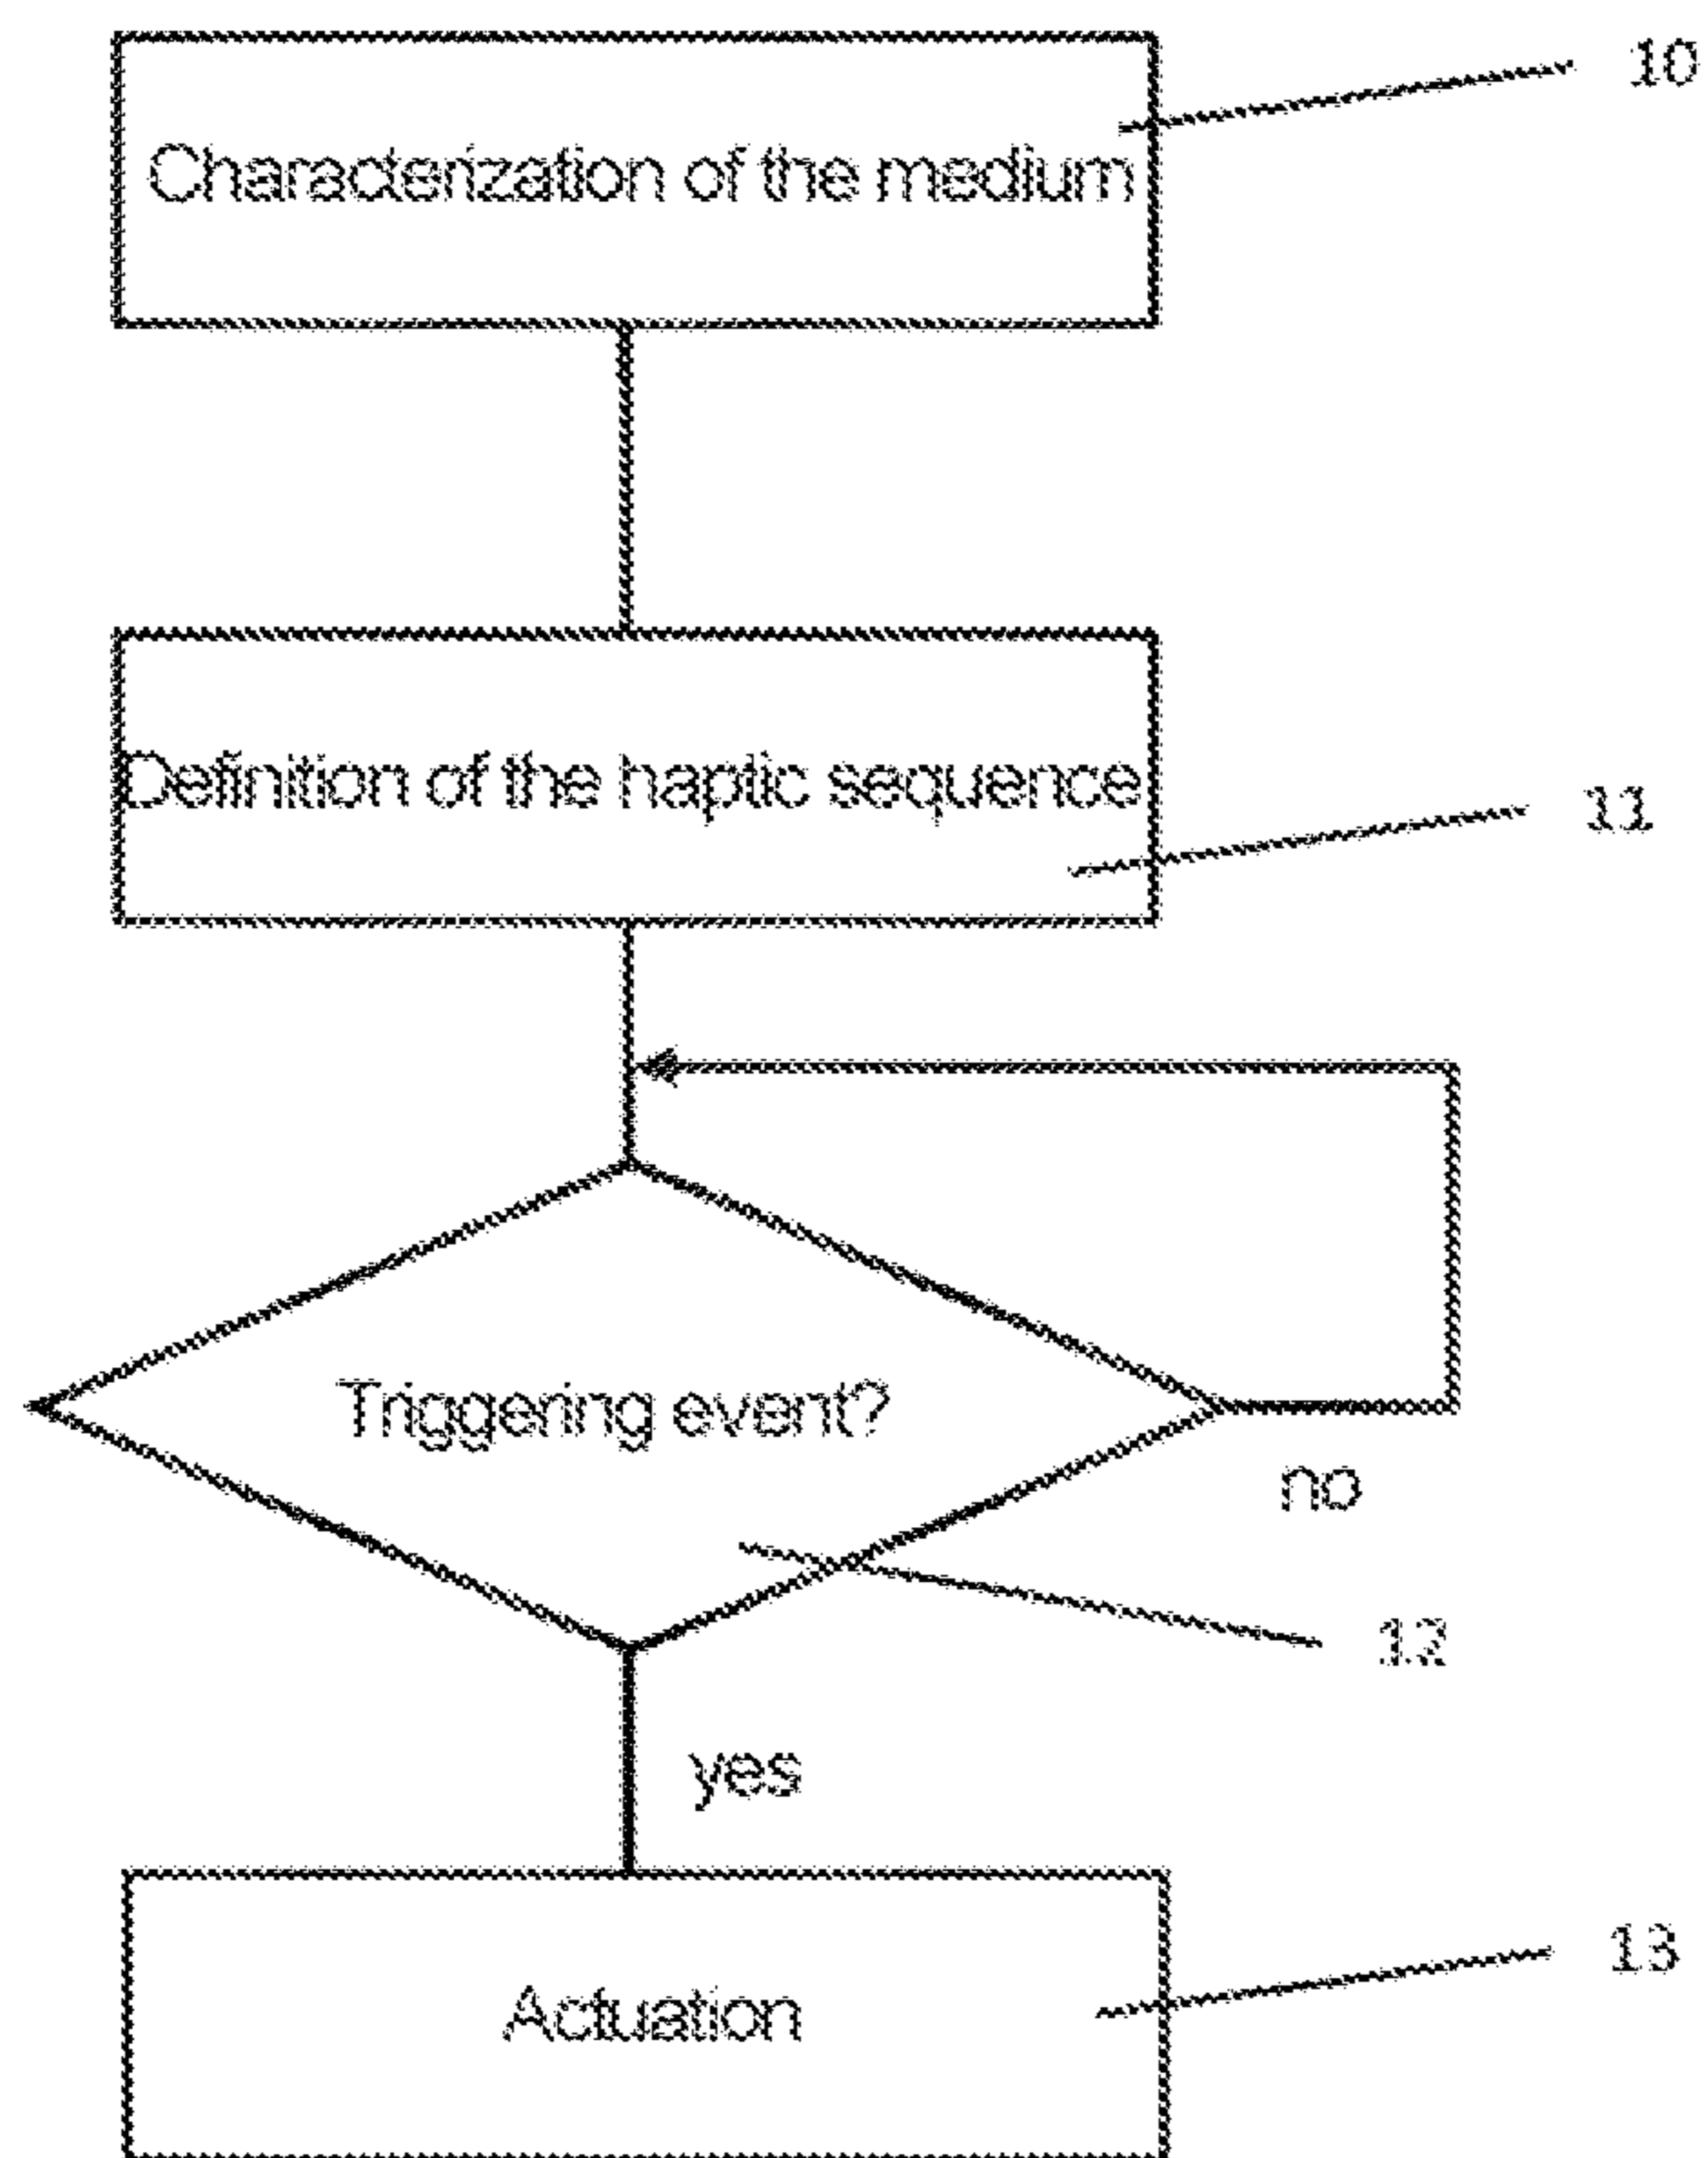 10
Characterization of the medium
Definition of the haptic sequence
11
Triggering event?
no
12
yes
13
Actuation